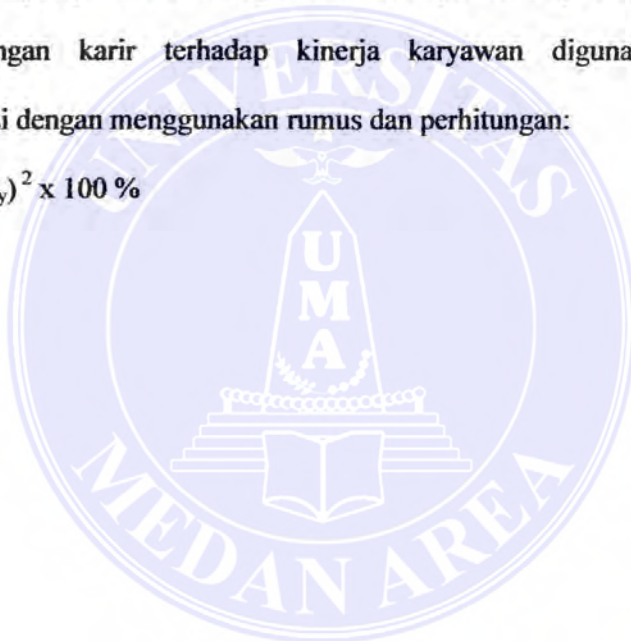 ngan karir terhadap kinerja karyawan diguna
i dengan menggunakan rumus dan perhitungan:
y)² x 100 %
UNIVERSITAS
UMA
MEDAN AREA